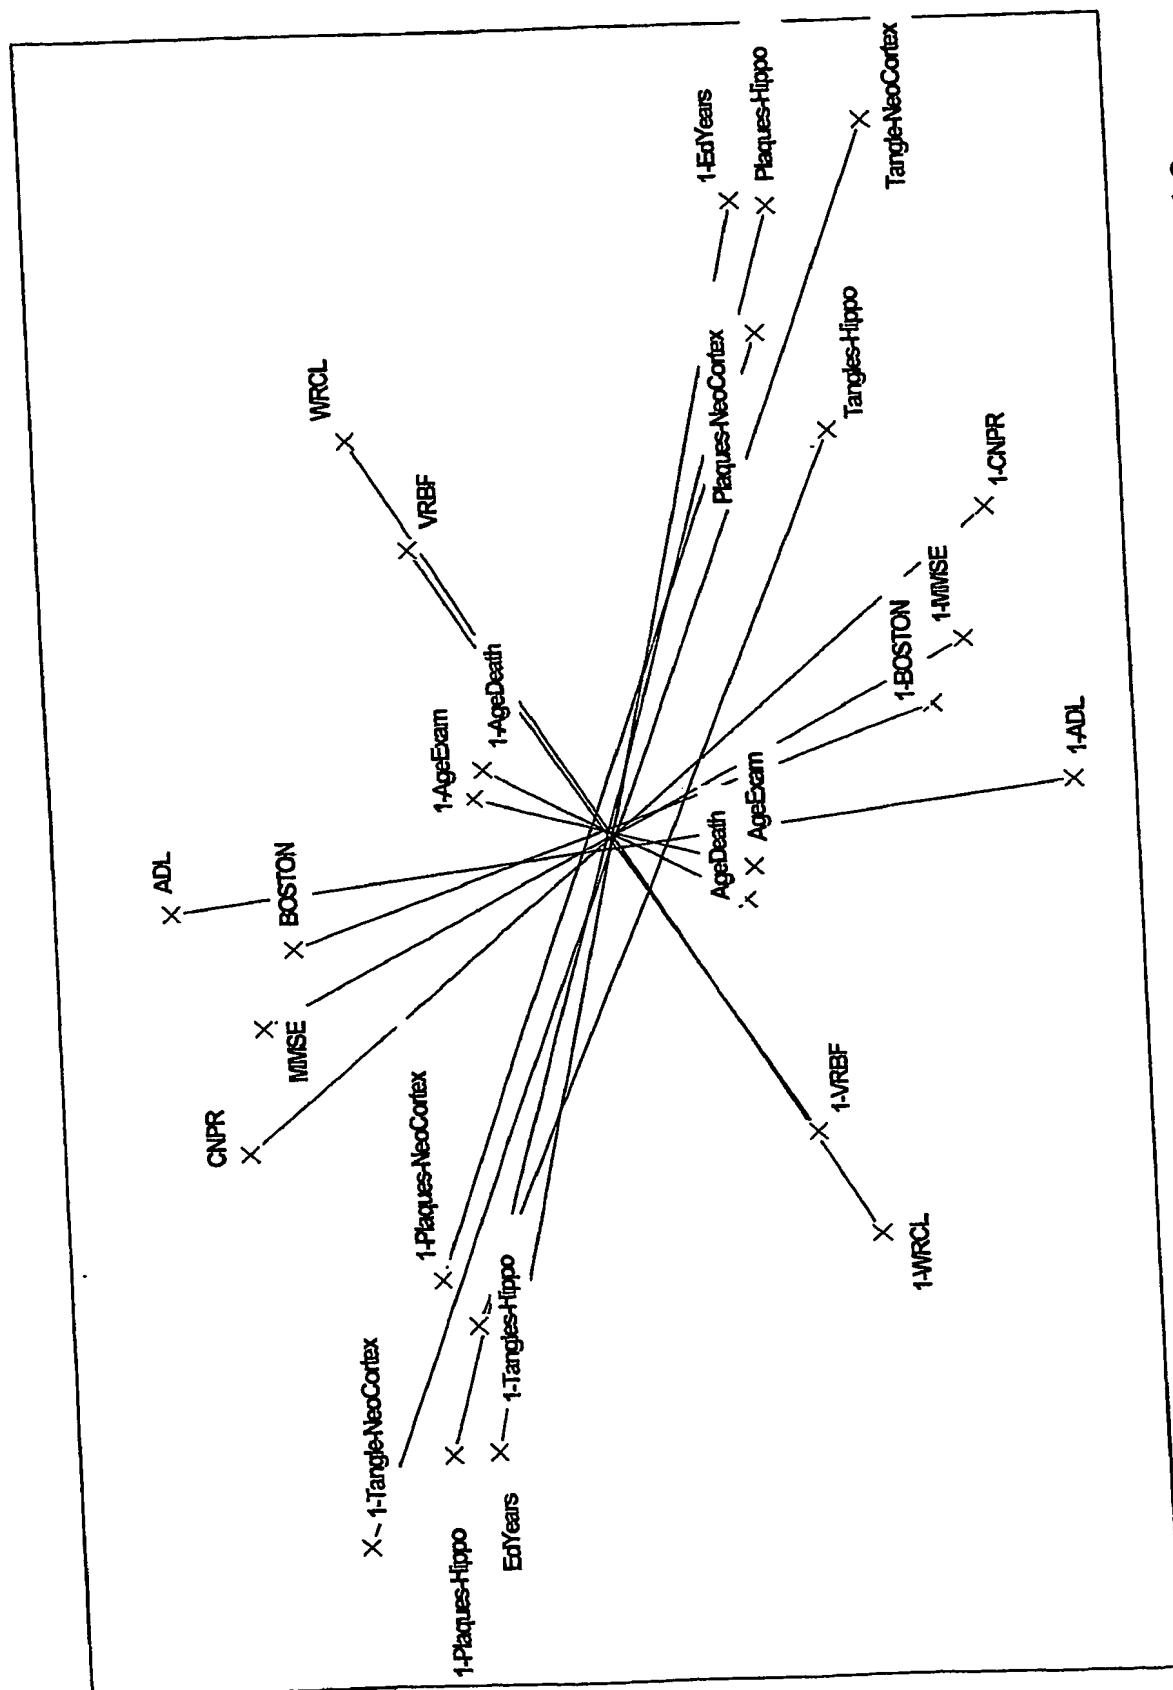 Tangle-NeoCortex
Plaques-Hippo
1-EdYears
Tangles-Hippo
Plaques-NeoCortex
WRCL
VRBF
1-CNPR
1-MMSE
1-BOSTON
1-AgeDeath
1-AgeExam
1-ADL
AgeExam
AgeDeath
ADL
BOSTON
MMSE
CNPR
1-VRBF
1-WRCL
1-Plaques-NeoCortex
1-Tangles-Hippo
1-Tangle-NeoCortex
EdYears
1-Plaques-Hippo